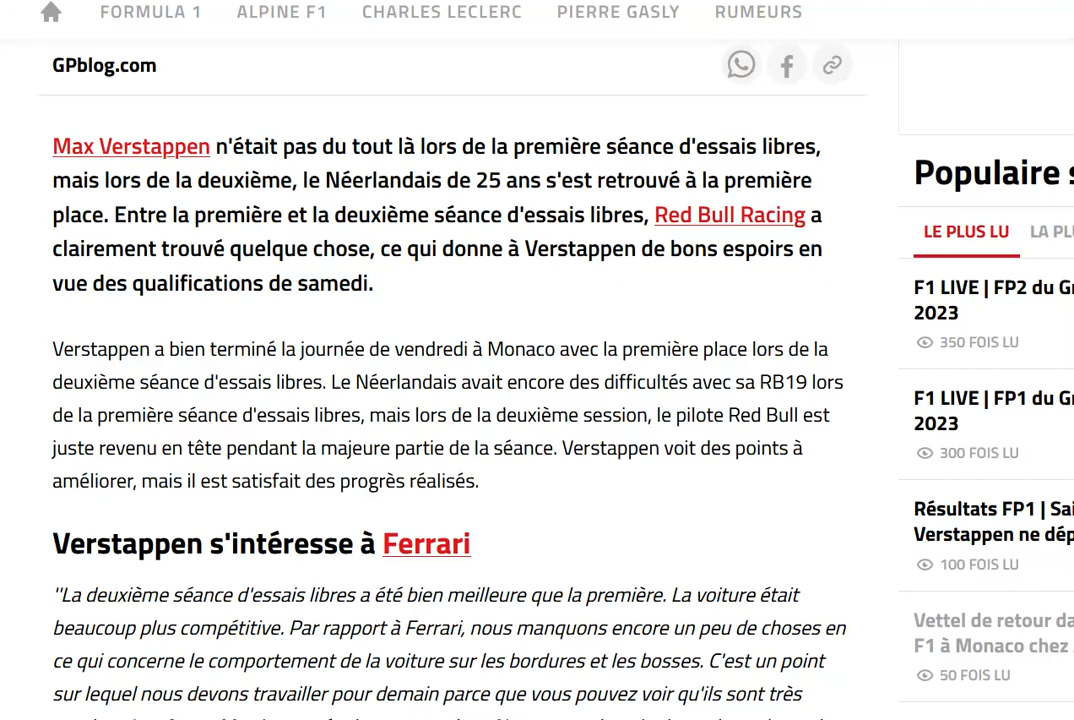 FORMULA 1 ALPINE F1 CHARLES LECLERC PIERRE GASLY RUMEURS
GPblog.com
Max Verstappen n'était pas du tout là lors de la première séance d'essais libres,
mais lors de la deuxième, le Néerlandais de 25 ans s'est retrouvé à la première
place. Entre la première et la deuxième séance d'essais libres, Red Bull Racing a
clairement trouvé quelque chose, ce qui donne à Verstappen de bons espoirs en
vue des qualifications de samedi.
Verstappen a bien terminé la journée de vendredi à Monaco avec la première place lors de la
deuxième séance d'essais libres. Le Néerlandais avait encore des difficultés avec sa RB19 lors
de la première séance d'essais libres, mais lors de la deuxième session, le pilote Red Bull est
juste revenu en tête pendant la majeure partie de la séance. Verstappen voit des points à
améliorer, mais il est satisfait des progrès réalisés.
Verstappen s'intéresse à Ferrari
"La deuxième séance d'essais libres a été bien meilleure que la première. La voiture était
beaucoup plus compétitive. Par rapport à Ferrari, nous manquons encore un peu de choses en
ce qui concerne le comportement de la voiture sur les bordures et les bosses. C'est un point
sur lequel nous devons travailler pour demain parce que vous pouvez voir qu'ils sont très
Populaire s
LE PLUS LU LA PLU
F1 LIVE | FP2 du Gr
2023
350 FOIS LU
F1 LIVE | FP1 du Gr
2023
300 FOIS LU
Résultats FP1 | Sai
Verstappen ne dép
100 FOIS LU
Vettel de retour da
F1 à Monaco chez
50 FOIS LU